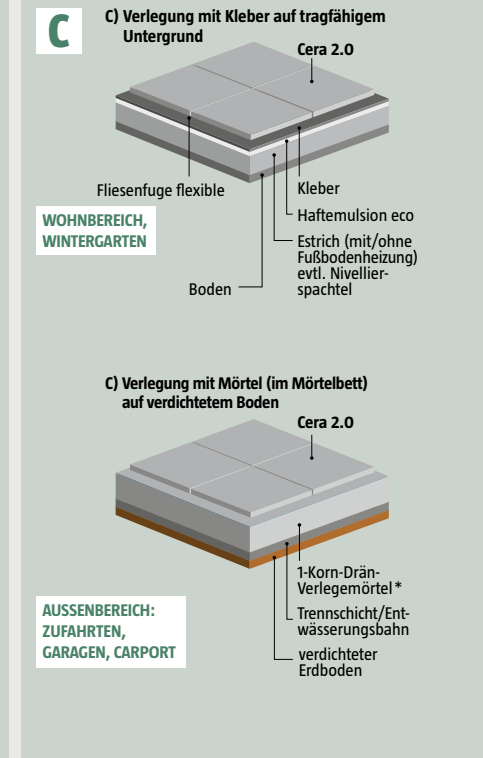 C
C) Verlegung mit Kleber auf tragfähigem
Untergrund
Cera 2.0
Fliesenfuge flexible
Kleber
Haftemulsion eco
Estrich (mit/ohne
Fußbodenheizung)
evtl. Nivellier-
spachtel
Boden
WOHNBEREICH,
WINTERGARTEN
C) Verlegung mit Mörtel (im Mörtelbett)
auf verdichtetem Boden
Cera 2.0
1-Korn-Drän-
Verlegemörtel*
Trennschicht/Ent-
wässerungsbahn
verdichteter
Erdboden
AUSSENBEREICH:
ZUFAHRTEN,
GARAGEN, CARPORT